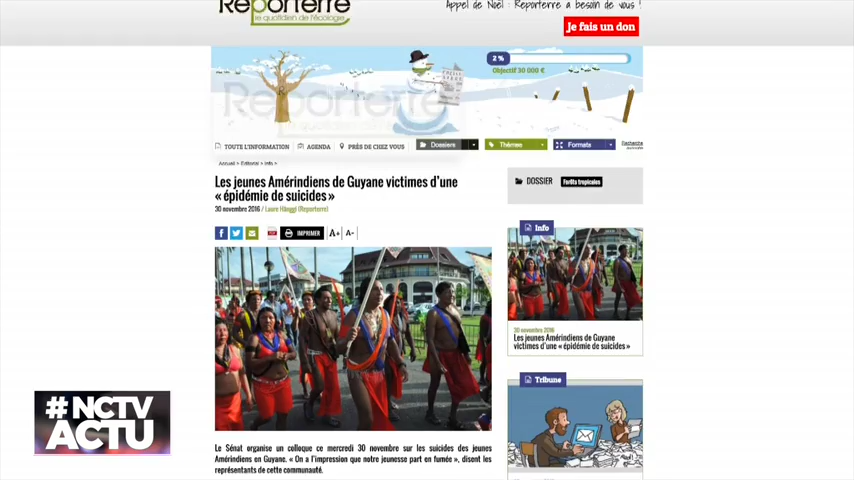 Reporterre
le quotidien de l'écologie
Appel de Noël : Reporterre a besoin de vous !
Je fais un don
2 %
Objectif 30 000 €
Reporterre
TOUTE L'INFORMATION
AGENDA
PRÈS DE CHEZ VOUS
Dossiers
Thèmes
Formats
Recherche
Accueil > Editorial > Info >
Les jeunes Amérindiens de Guyane victimes d'une
« épidémie de suicides »
30 novembre 2016 / Laure Hänggi (Reporterre)
IMPRIMER
A+
A-
DOSSIER
Forêts tropicales
Info
30 novembre 2016
Les jeunes Amérindiens de Guyane
victimes d'une « épidémie de suicides »
Tribune
#NCTV
ACTU
Le Sénat organise un colloque ce mercredi 30 novembre sur les suicides des jeunes
Amérindiens en Guyane. « On a l'impression que notre jeunesse part en fumée », disent les
représentants de cette communauté.